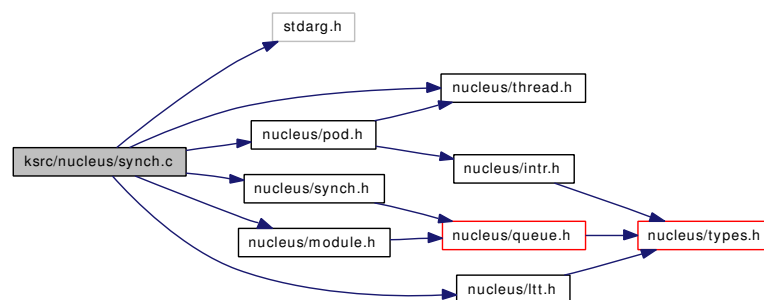 stdarg.h
nucleus/thread.h
nucleus/pod.h
ksrc/nucleus/synch.c
nucleus/intr.h
nucleus/synch.h
nucleus/queue.h
nucleus/types.h
nucleus/module.h
nucleus/ltt.h